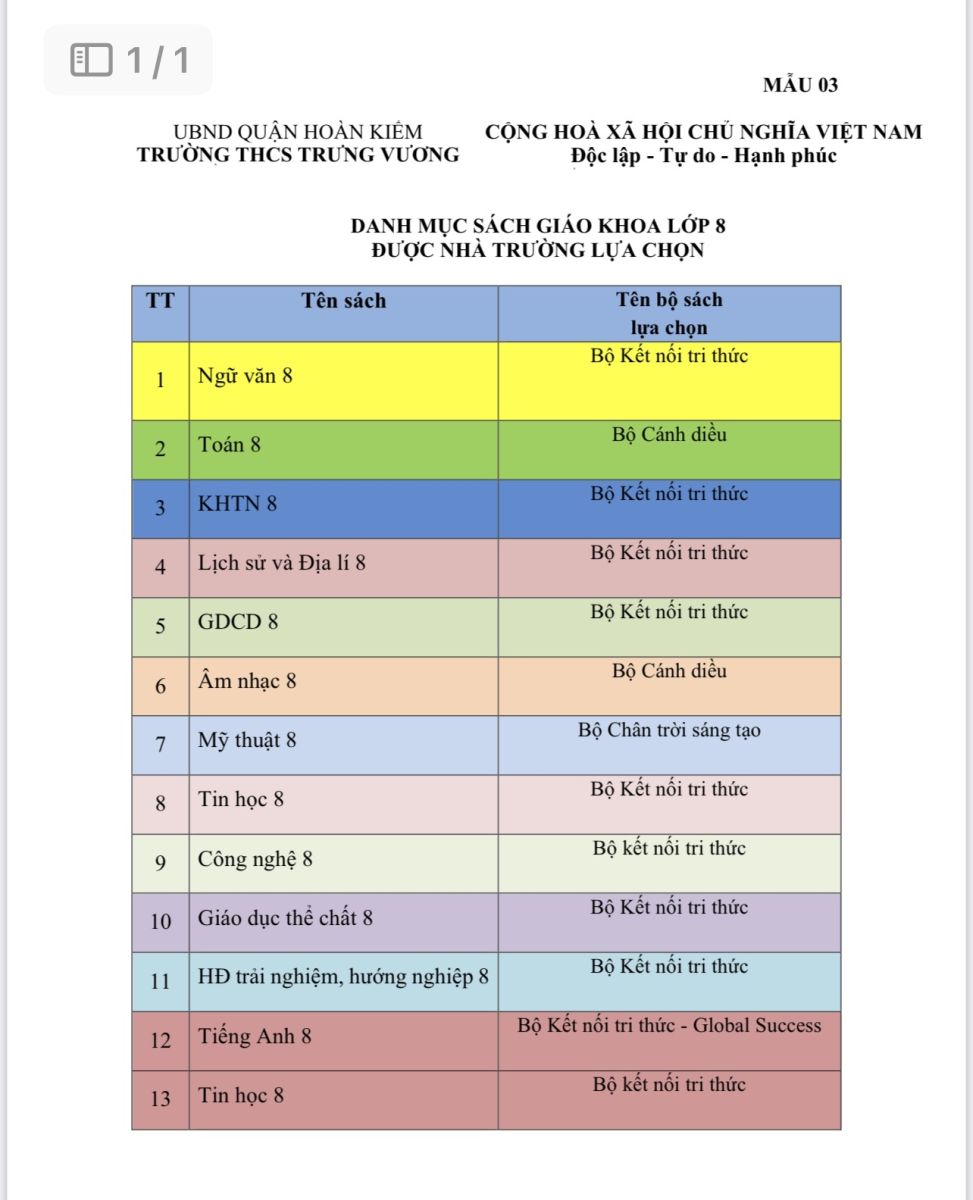 1/1
MẪU 03
UBND QUẬN HOÀN KIẾM CỘNG HOÀ XÃ HỘI CHỦ NGHĨA VIỆT NAM
TRƯỜNG THCS TRƯNG VƯƠNG Độc lập - Tự do - Hạnh phúc
DANH MỤC SÁCH GIÁO KHOA LỚP 8
ĐƯỢC NHÀ TRƯỜNG LỰA CHỌN
TT Tên sách Tên bộ sách
lựa chọn
1 Ngữ văn 8 Bộ Kết nối tri thức
2 Toán 8 Bộ Cánh diều
3 KHTN 8 Bộ Kết nối tri thức
4 Lịch sử và Địa lí 8 Bộ Kết nối tri thức
5 GDCD 8 Bộ Kết nối tri thức
6 Âm nhạc 8 Bộ Cánh diều
7 Mỹ thuật 8 Bộ Chân trời sáng tạo
8 Tin học 8 Bộ Kết nối tri thức
9 Công nghệ 8 Bộ kết nối tri thức
10 Giáo dục thể chất 8 Bộ Kết nối tri thức
11 HĐ trải nghiệm, hướng nghiệp 8 Bộ Kết nối tri thức
12 Tiếng Anh 8 Bộ Kết nối tri thức - Global Success
13 Tin học 8 Bộ kết nối tri thức